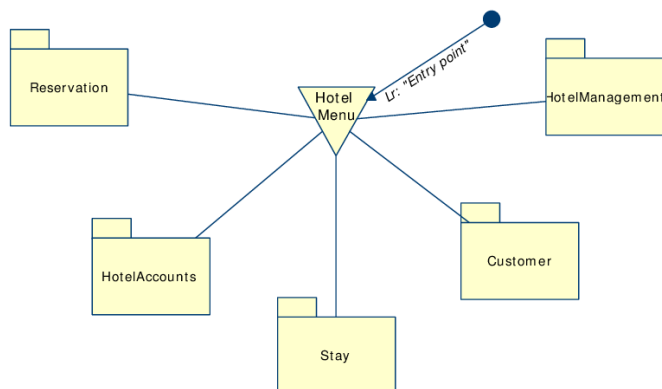 Reservation
Hotel
Menu
Lr: "Entry point"
HotelManagement
HotelAccounts
Customer
Stay